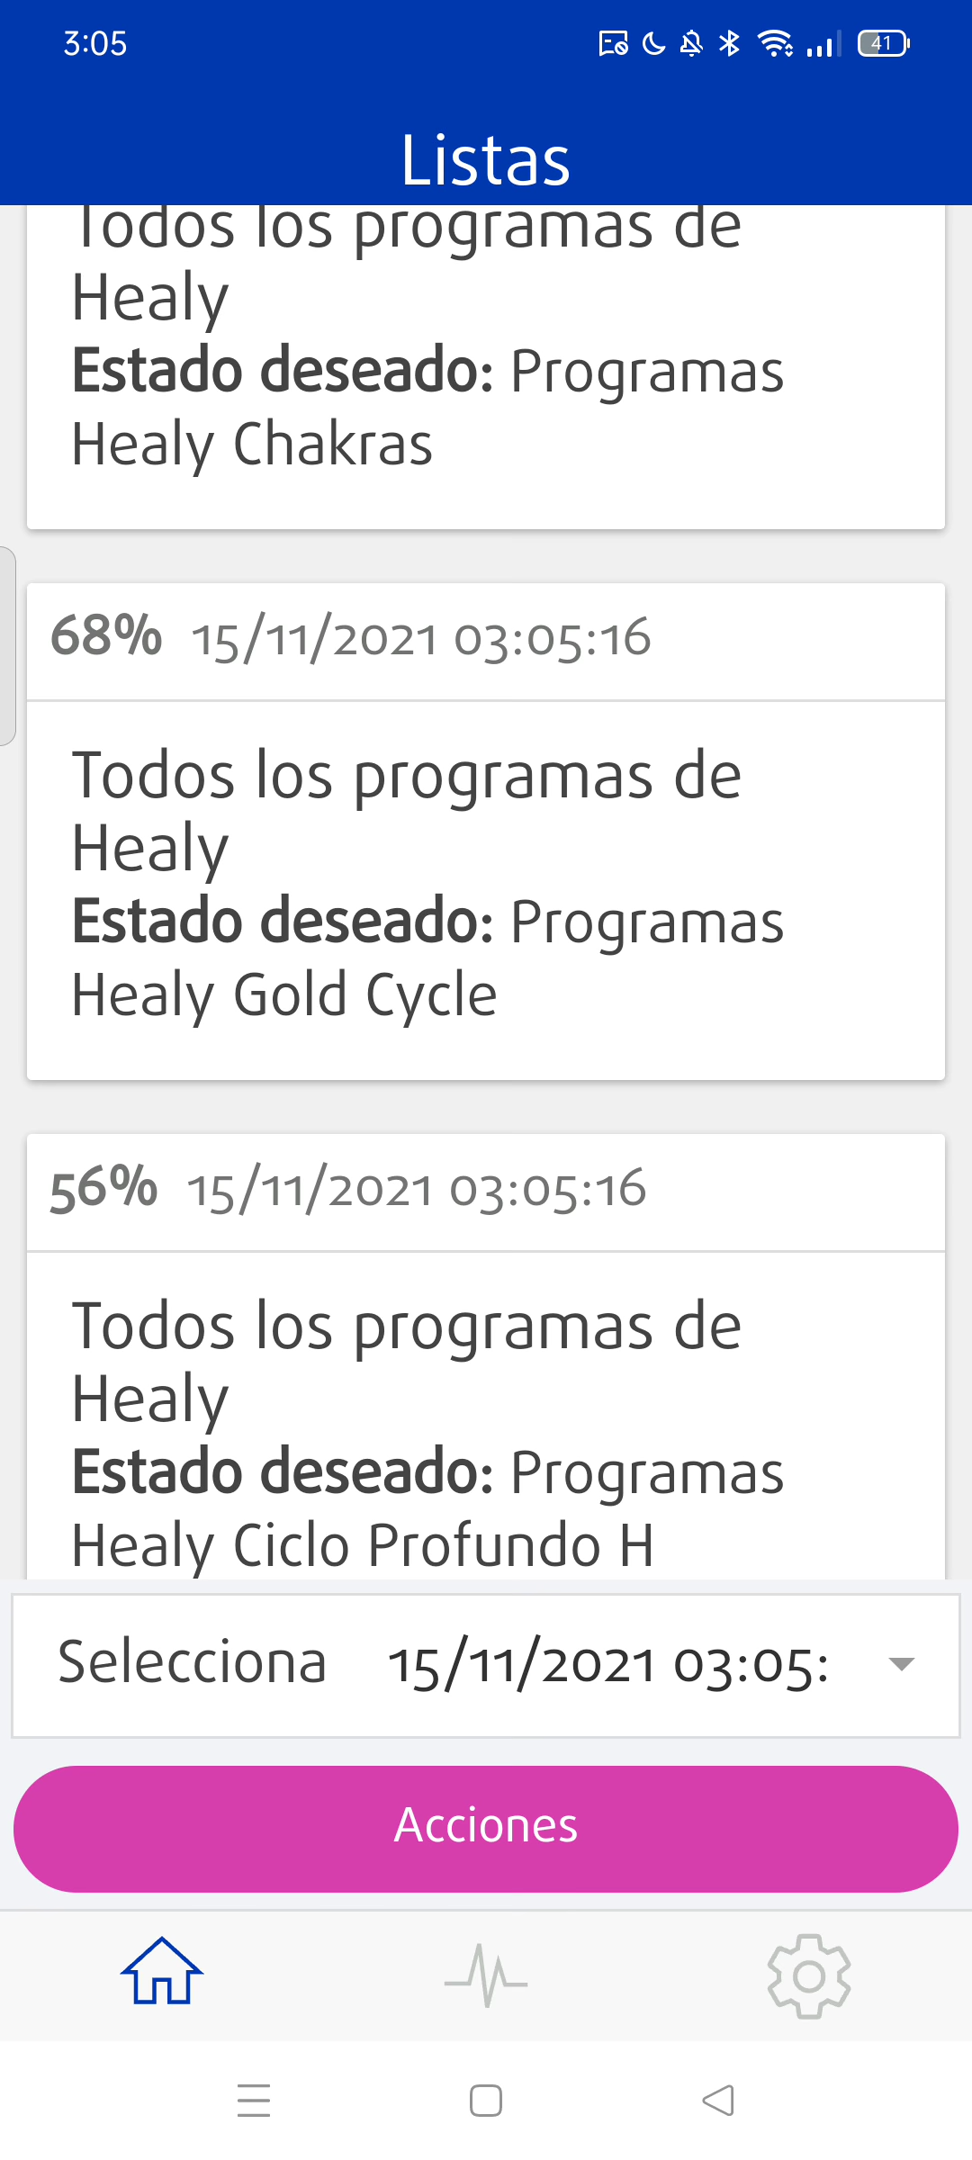 3:05
41
Listas
Todos los programas de
Healy
Estado deseado: Programas
Healy Chakras
68% 15/11/2021 03:05:16
Todos los programas de
Healy
Estado deseado: Programas
Healy Gold Cycle
56% 15/11/2021 03:05:16
Todos los programas de
Healy
Estado deseado: Programas
Healy Ciclo Profundo H
Selecciona 15/11/2021 03:05:
Acciones